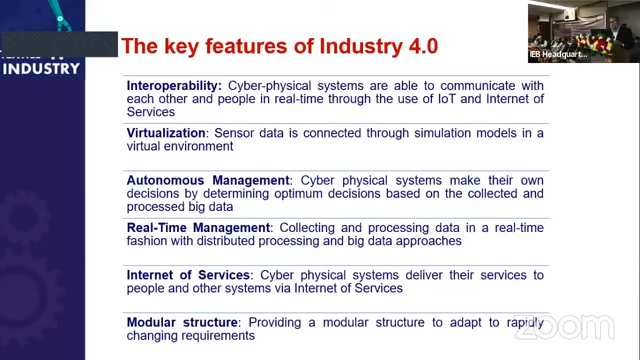 The key features of Industry 4.0
IEB Headquart...
INDUSTRY
Interoperability: Cyber-physical systems are able to communicate with
each other and people in real-time through the use of IoT and Internet of
Services
Virtualization: Sensor data is connected through simulation models in a
virtual environment
Autonomous Management: Cyber physical systems make their own
decisions by determining optimum decisions based on the collected and
processed big data
Real-Time Management: Collecting and processing data in a real-time
fashion with distributed processing and big data approaches
Internet of Services: Cyber physical systems deliver their services to
people and other systems via Internet of Services
Modular structure: Providing a modular structure to adapt to rapidly
changing requirements
zoom